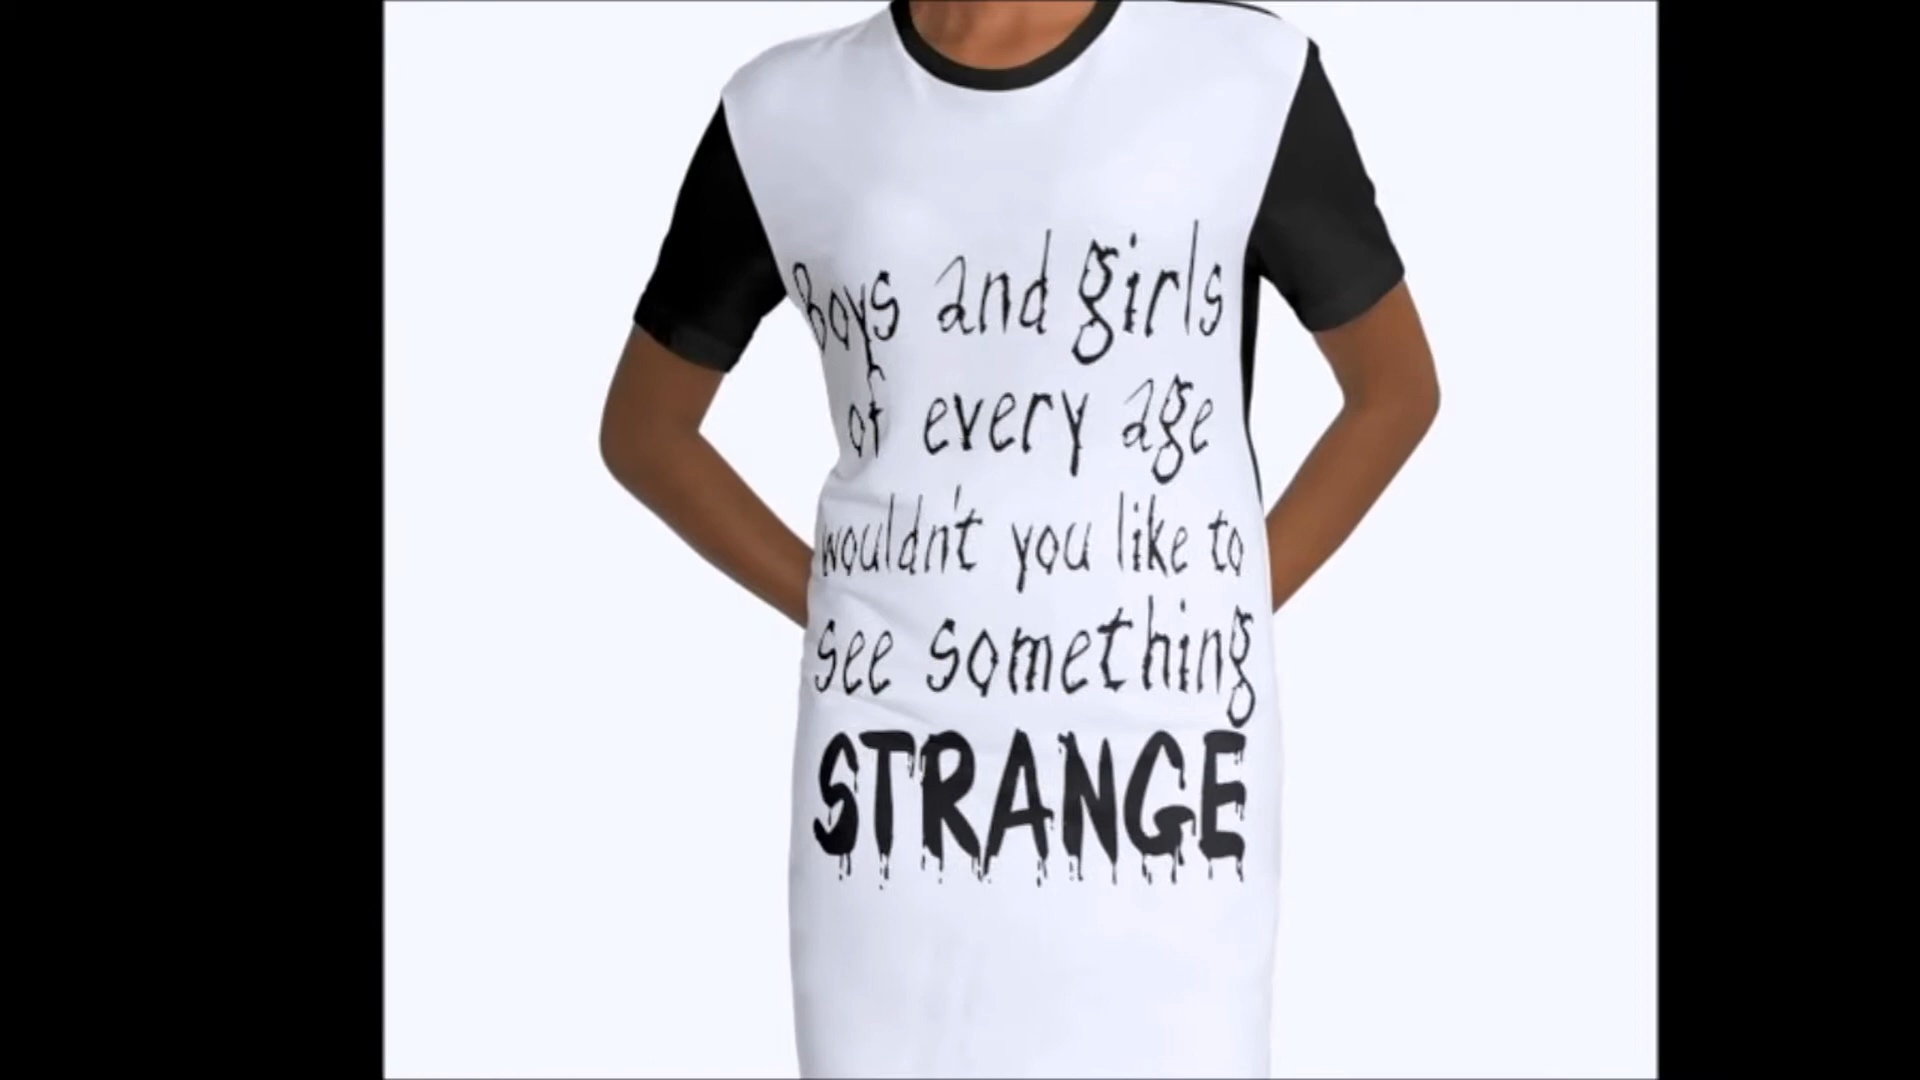 Boys and girls
of every age
wouldn't you like to
see something
STRANGE